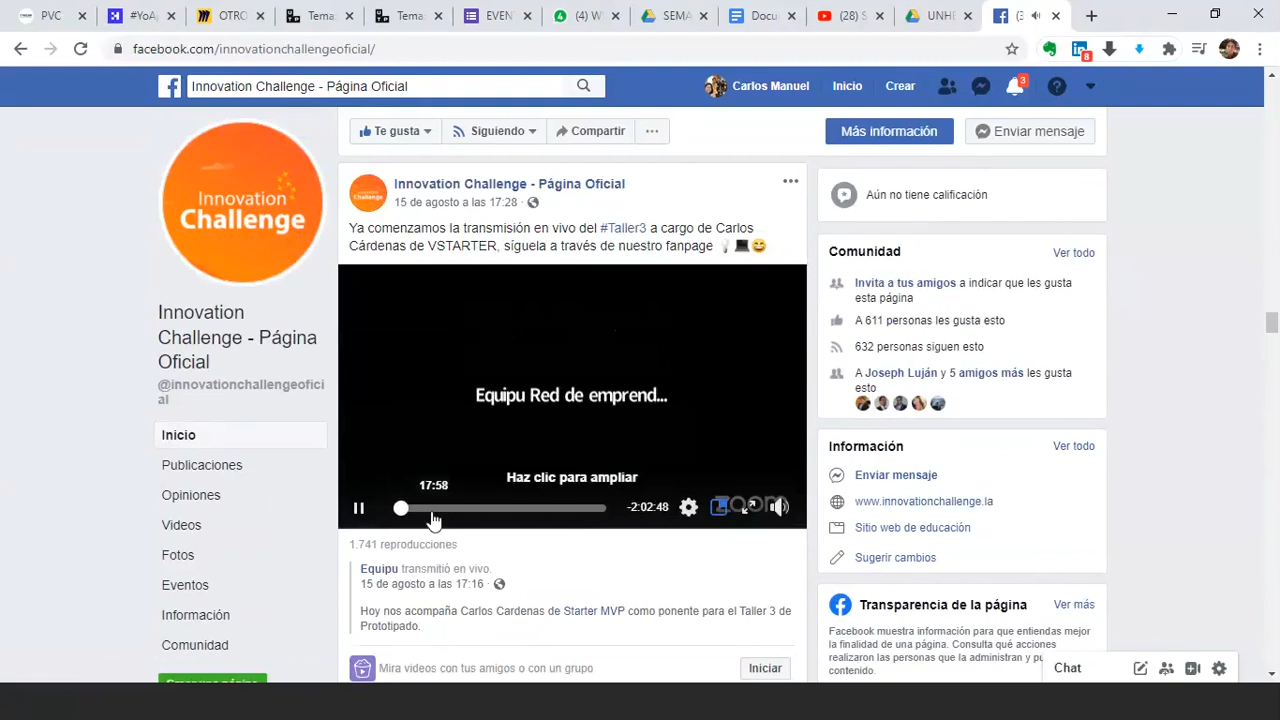 PVC
#YoAp
OTRO
Tema
Tema
EVEN
(4) W
SEMA
Docu
(28) S
UNHE
(3
facebook.com/innovationchallengeoficial/
8
Innovation Challenge - Página Oficial
Carlos Manuel
Inicio
Crear
3
Te gusta
Siguiendo
Compartir
Más información
Enviar mensaje
Innovation
Challenge
Innovation
Challenge - Página
Oficial
@innovationchallengeofici
al
Inicio
Publicaciones
Opiniones
Videos
Fotos
Eventos
Información
Comunidad
Innovation Challenge - Página Oficial
15 de agosto a las 17:28
Ya comenzamos la transmisión en vivo del #Taller3 a cargo de Carlos
Cárdenas de VSTARTER, síguela a través de nuestro fanpage 💡💻😄
Equipu Red de emprend...
Haz clic para ampliar
17:58
-2:02:48
zoom
1.741 reproducciones
Equipu transmitió en vivo.
15 de agosto a las 17:16
Hoy nos acompaña Carlos Cardenas de Starter MVP como ponente para el Taller 3 de
Prototipado.
Mira videos con tus amigos o con un grupo
Iniciar
Aún no tiene calificación
Comunidad
Ver todo
Invita a tus amigos a indicar que les gusta
esta página
A 611 personas les gusta esto
632 personas siguen esto
A Joseph Luján y 5 amigos más les gusta
esto
Información
Ver todo
Enviar mensaje
www.innovationchallenge.la
Sitio web de educación
Sugerir cambios
Transparencia de la página
Ver más
Facebook muestra información para que entiendas mejor
la finalidad de una página. Consulta qué acciones
realizaron las personas que la administran y
contenido.
Chat